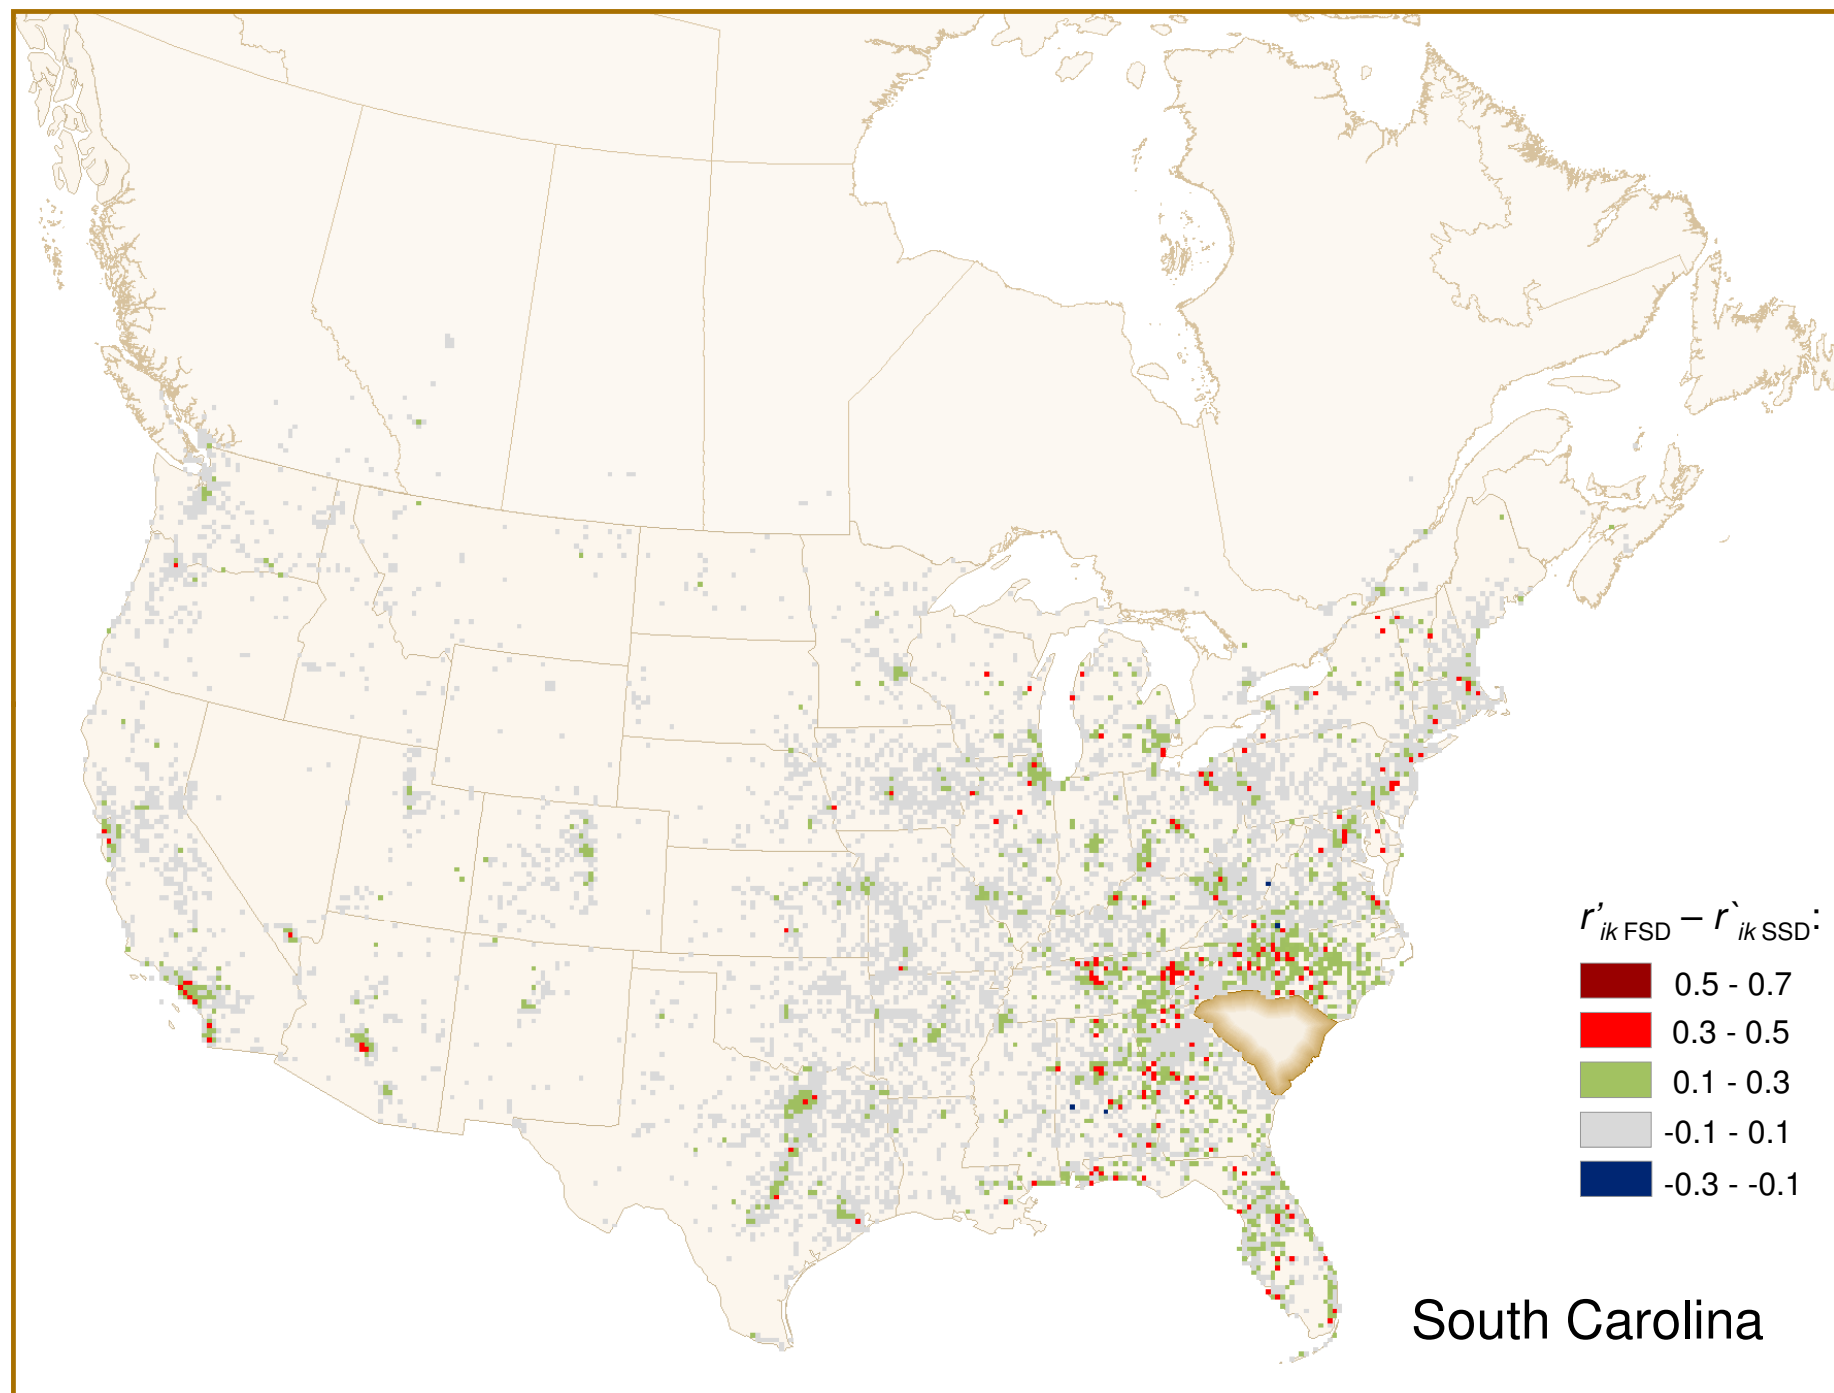 r'ik FSD – r`ik SSD:
0.5 - 0.7
0.3 - 0.5
0.1 - 0.3
-0.1 - 0.1
-0.3 - -0.1
South Carolina